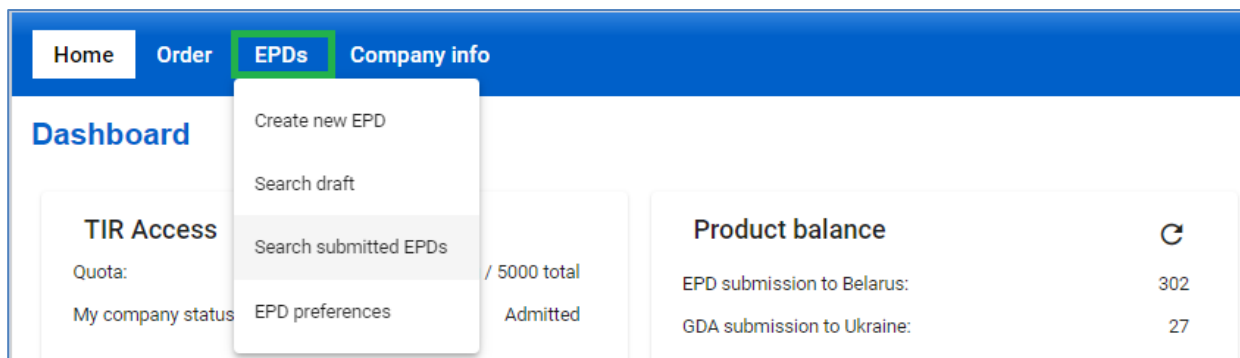 Home Order EPDs Company info
Create new EPD
Search draft
Search submitted EPDs
EPD preferences
Dashboard
TIR Access
Quota: / 5000 total
My company status Admitted
Product balance
EPD submission to Belarus: 302
GDA submission to Ukraine: 27